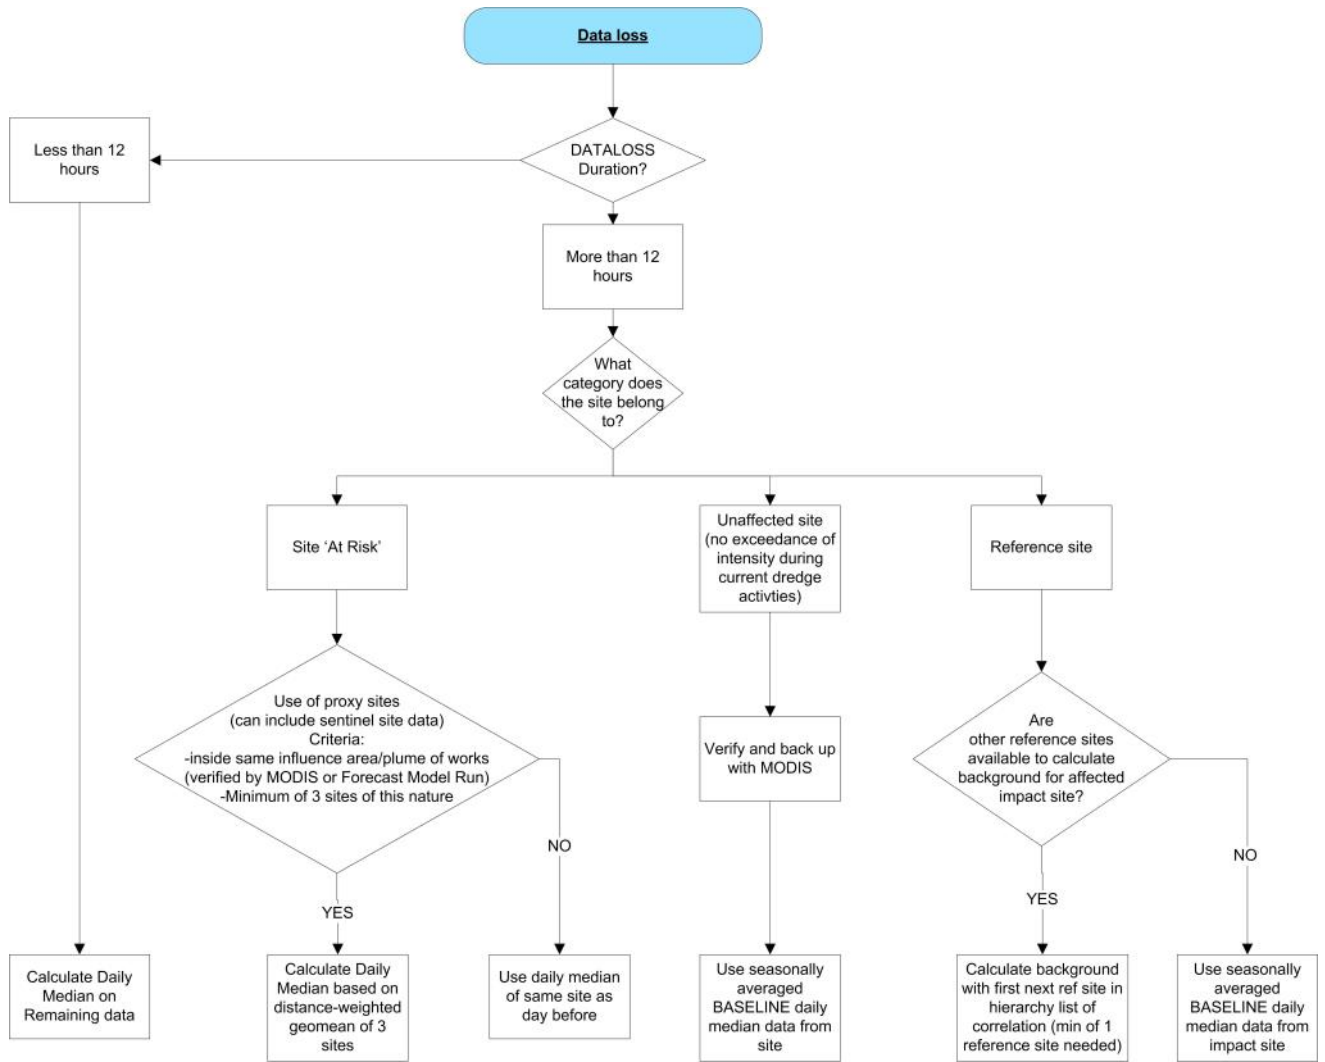 Data loss
DATALOSS
Duration?
Less than 12
hours
More than 12
hours
What
category does
the site belong
to?
Site ‘At Risk’
Unaffected site
(no exceedance of
intensity during
current dredge
activties)
Reference site
Use of proxy sites
(can include sentinel site data)
Criteria:
-inside same influence area/plume of works
(verified by MODIS or Forecast Model Run)
-Minimum of 3 sites of this nature
Verify and back up
with MODIS
Are
other reference sites
available to calculate
background for affected
impact site?
NO
NO
YES
YES
Calculate Daily
Median on
Remaining data
Calculate Daily
Median based on
distance-weighted
geomean of 3
sites
Use daily median
of same site as
day before
Use seasonally
averaged
BASELINE daily
median data from
site
Calculate background
with first next ref site in
hierarchy list of
correlation (min of 1
reference site needed)
Use seasonally
averaged
BASELINE daily
median data from
impact site